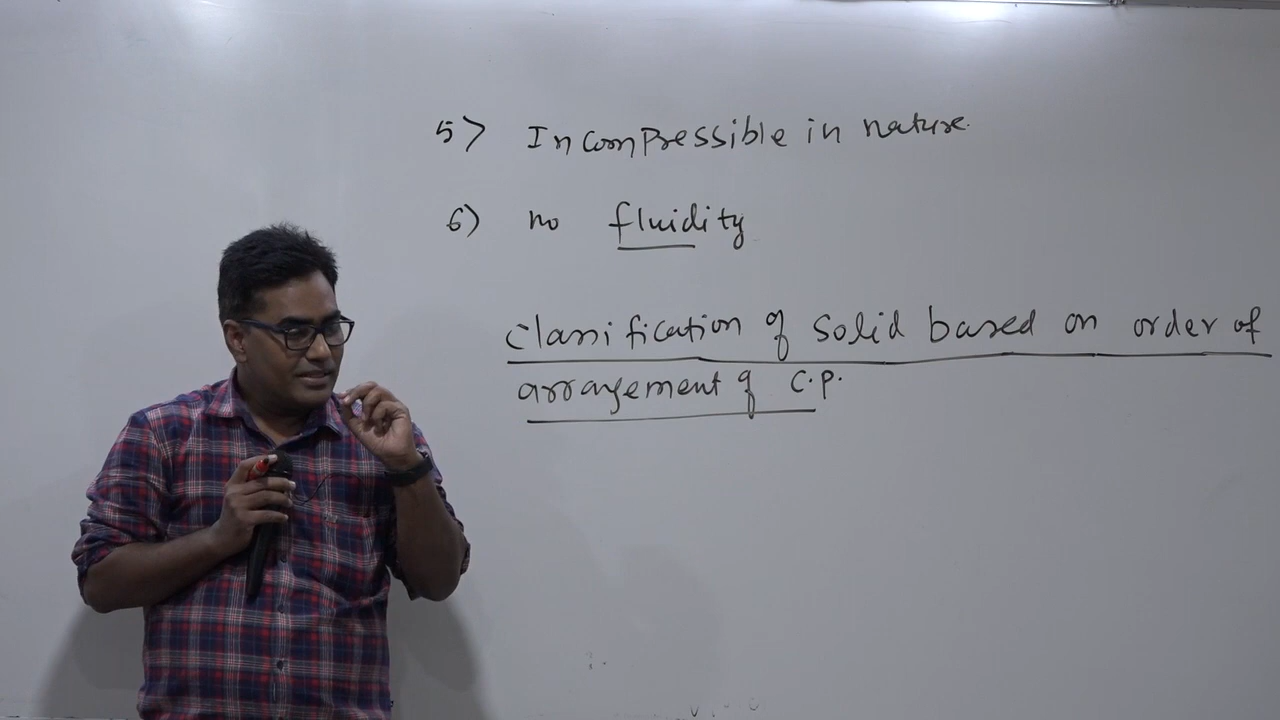 5> Incompressible in nature.
6) no fluidity
Classification of solid based on order of
arrangement of C.P.